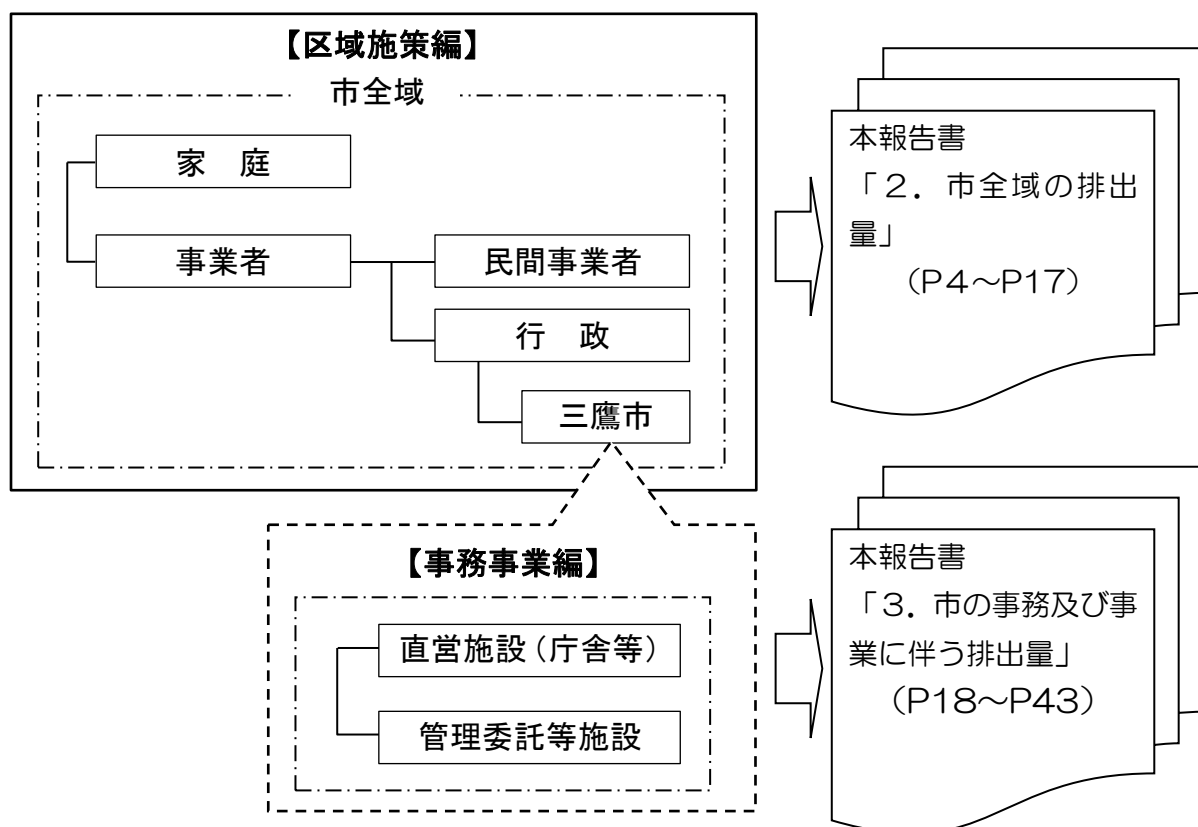 【区域施策編】
市全域
家　庭
事業者
民間事業者
行　政
三鷹市
本報告書
「２．市全域の排出
量」
（P４～P17）
【事務事業編】
直営施設（庁舎等）
管理委託等施設
本報告書
「３．市の事務及び事
業に伴う排出量」
（P18～P43）